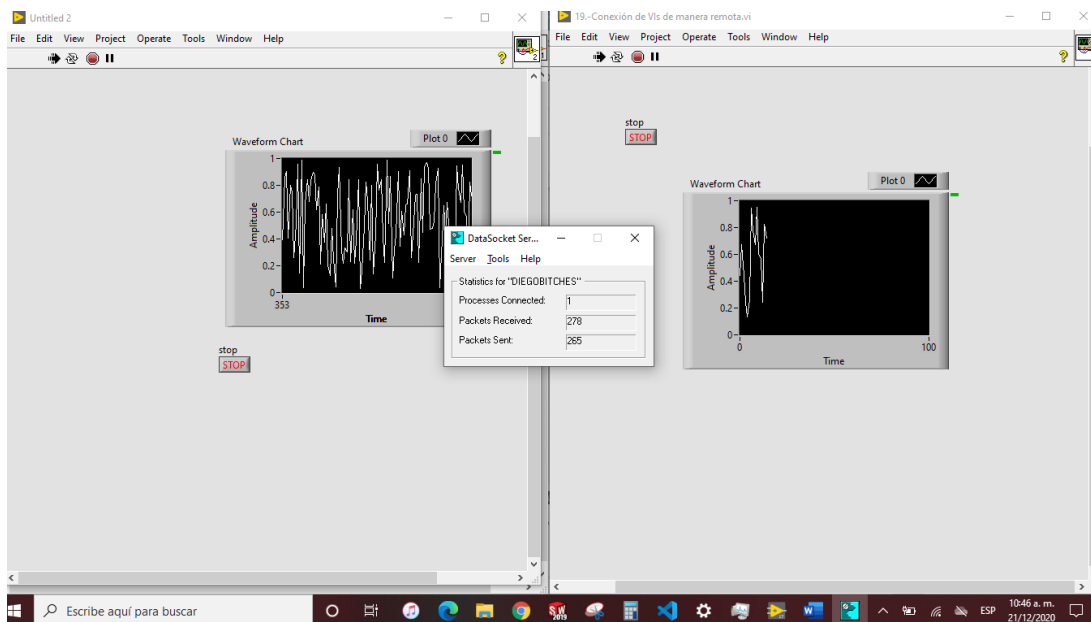 Untitled 2
File Edit View Project Operate Tools Window Help
2
Waveform Chart
Plot 0
1
0.8
0.6
0.4
0.2
0
Amplitude
353
Time
stop
STOP
19.-Conexión de VIs de manera remota.vi
File Edit View Project Operate Tools Window Help
stop
STOP
Waveform Chart
Plot 0
1
0.8
0.6
0.4
0.2
0
Amplitude
0
100
Time
DataSocket Ser...
Server Tools Help
Statistics for "DIEGOBITCHES"
Processes Connected: 1
Packets Received: 278
Packets Sent: 265
Escribe aquí para buscar
SW
2019
ESP
10:46 a. m.
21/12/2020